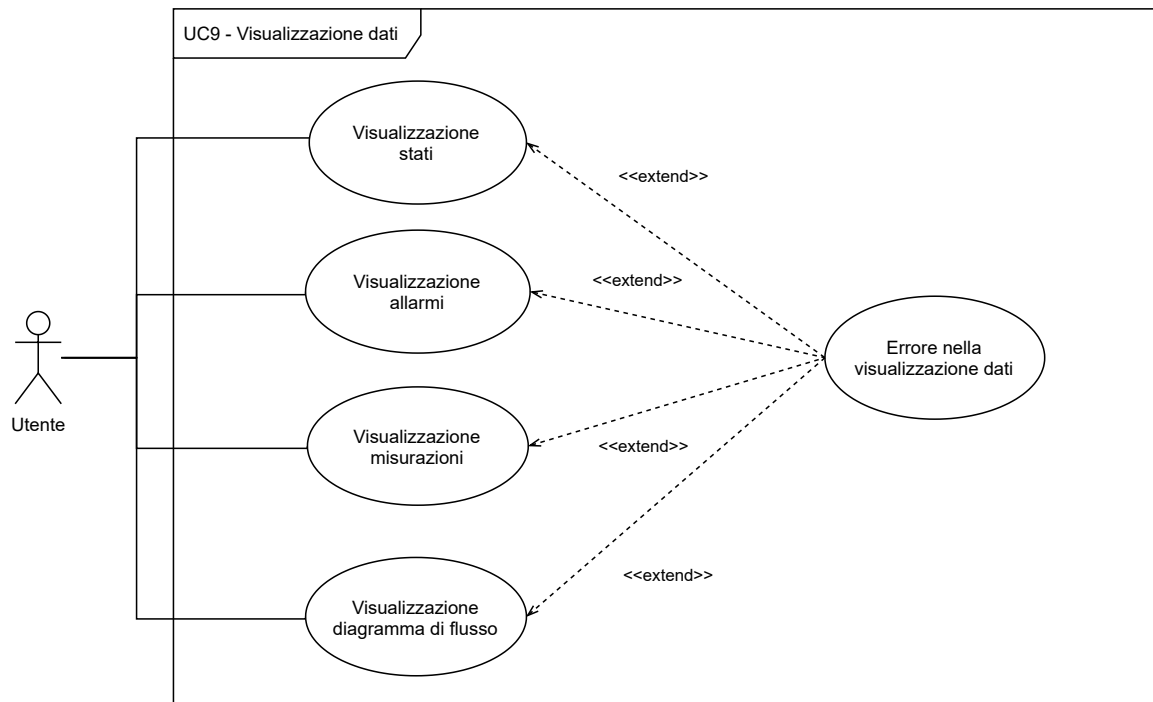 UC9 - Visualizzazione dati
Visualizzazione
stati
<<extend>>
Visualizzazione
allarmi
<<extend>>
Errore nella
visualizzazione dati
Utente
Visualizzazione
misurazioni
<<extend>>
<<extend>>
Visualizzazione
diagramma di flusso